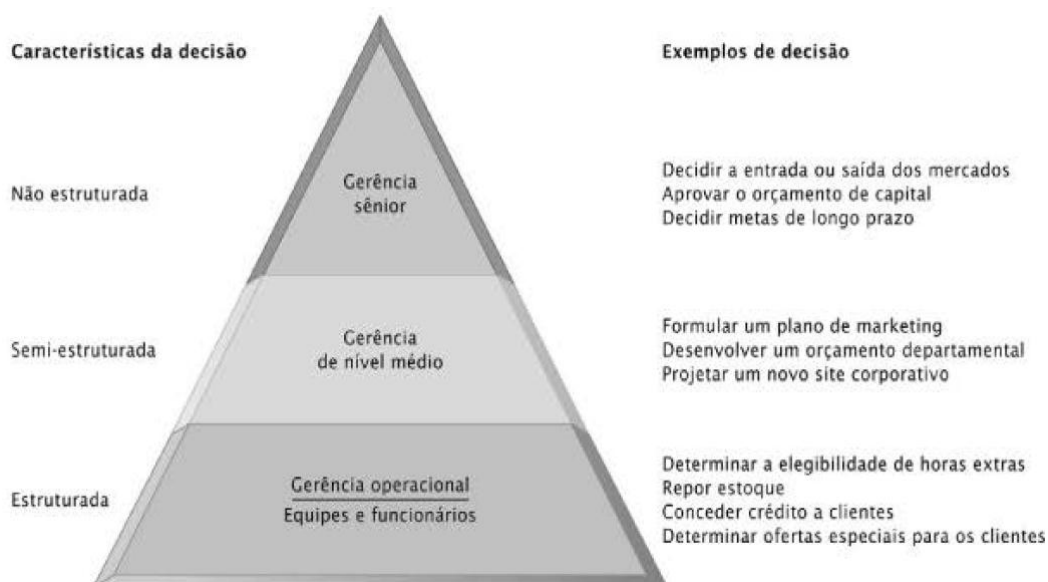 Características da decisão
Exemplos de decisão
Não estruturada
Gerência
sênior
Decidir a entrada ou saída dos mercados
Aprovar o orçamento de capital
Decidir metas de longo prazo
Semi-estruturada
Gerência
de nível médio
Formular um plano de marketing
Desenvolver um orçamento departamental
Projetar um novo site corporativo
Estruturada
Gerência operacional
Equipes e funcionários
Determinar a elegibilidade de horas extras
Repor estoque
Conceder crédito a clientes
Determinar ofertas especiais para os clientes